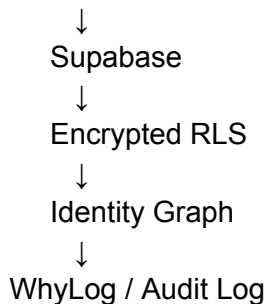 ↓
Supabase
↓
Encrypted RLS
↓
Identity Graph
↓
WhyLog / Audit Log